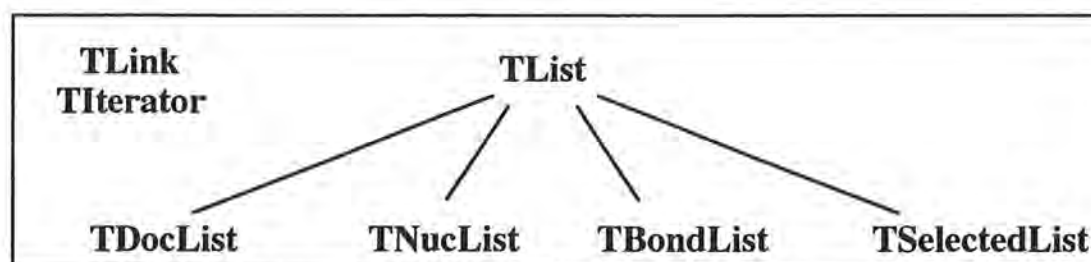 TLink
TIterator
TList
TDocList TNucList TBondList TSelectedList